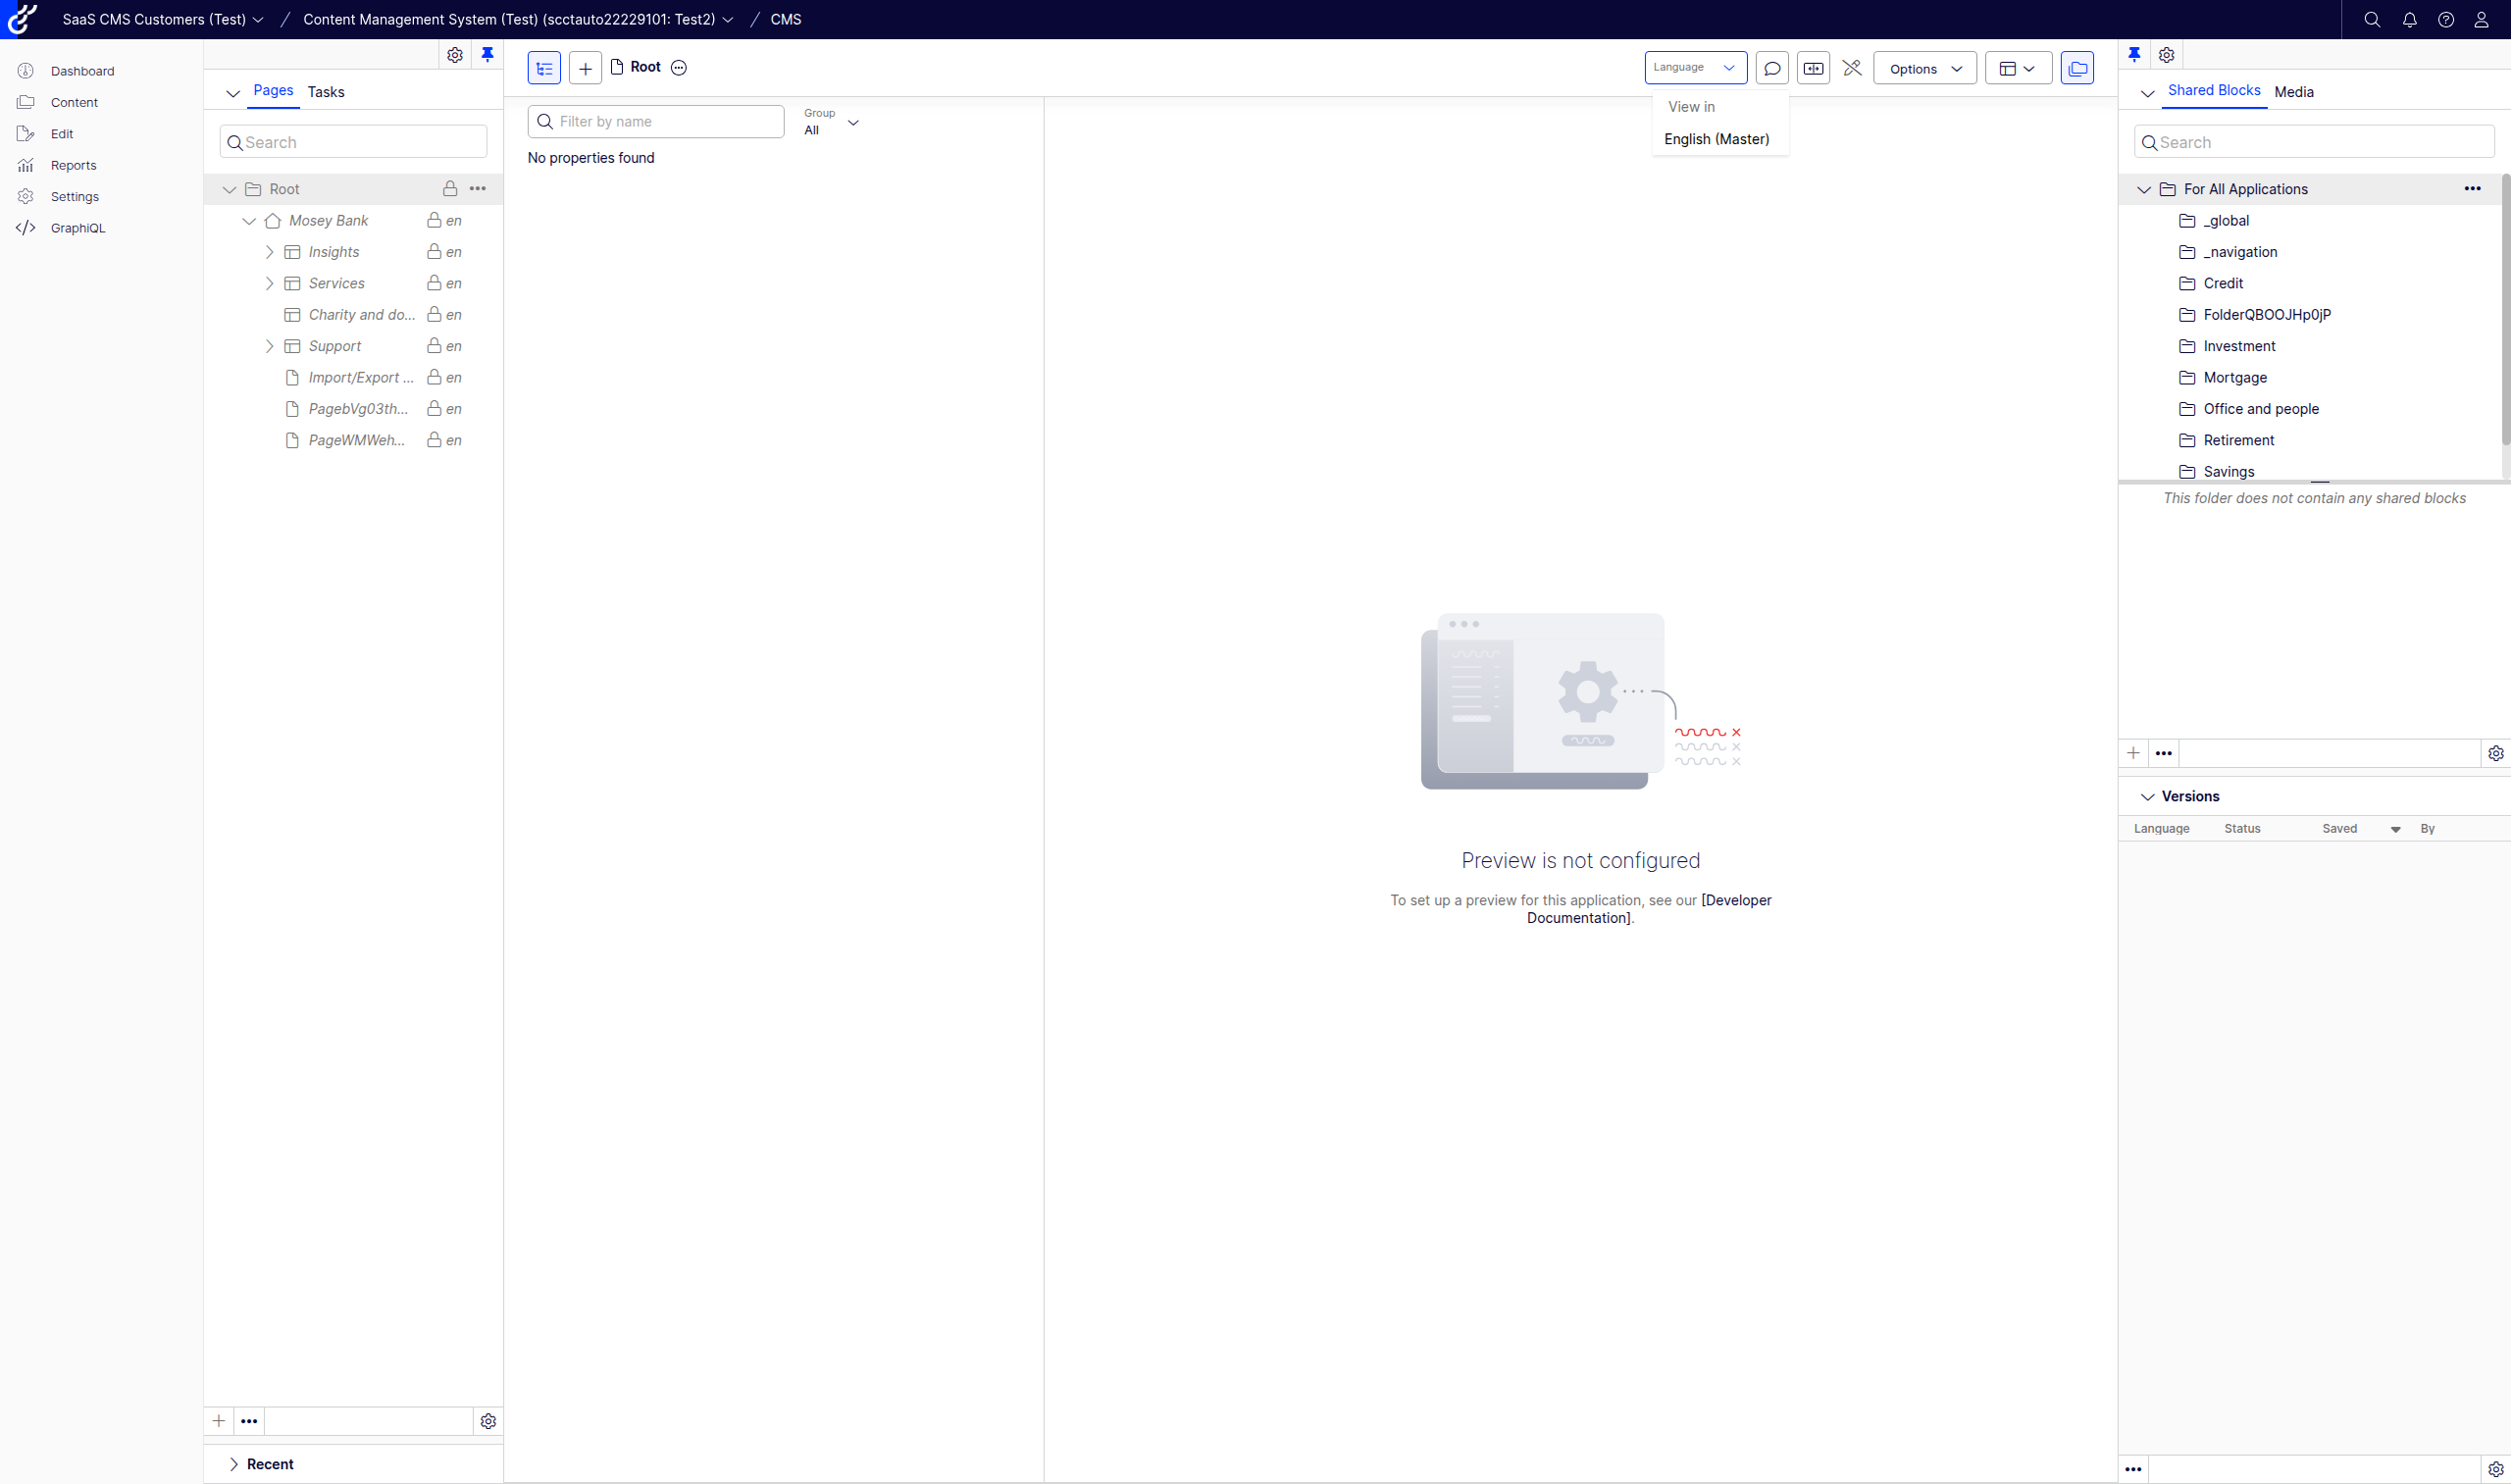 SaaS CMS Customers (Test) / Content Management System (Test) (scctauto22229101: Test2) / CMS
Dashboard
Content
Edit
Reports
Settings
GraphiQL
Pages Tasks
Search
Root
Mosey Bank en
Insights en
Services en
Charity and do... en
Support en
Import/Export ... en
PagebVg03th... en
PageWMWeh... en
Recent
Root
Language
Options
View in
English (Master)
Filter by name
Group
All
No properties found
Preview is not configured
To set up a preview for this application, see our [Developer
Documentation].
Shared Blocks Media
Search
For All Applications
_global
_navigation
Credit
FolderQBOOJHp0jP
Investment
Mortgage
Office and people
Retirement
Savings
This folder does not contain any shared blocks
Versions
Language Status Saved By